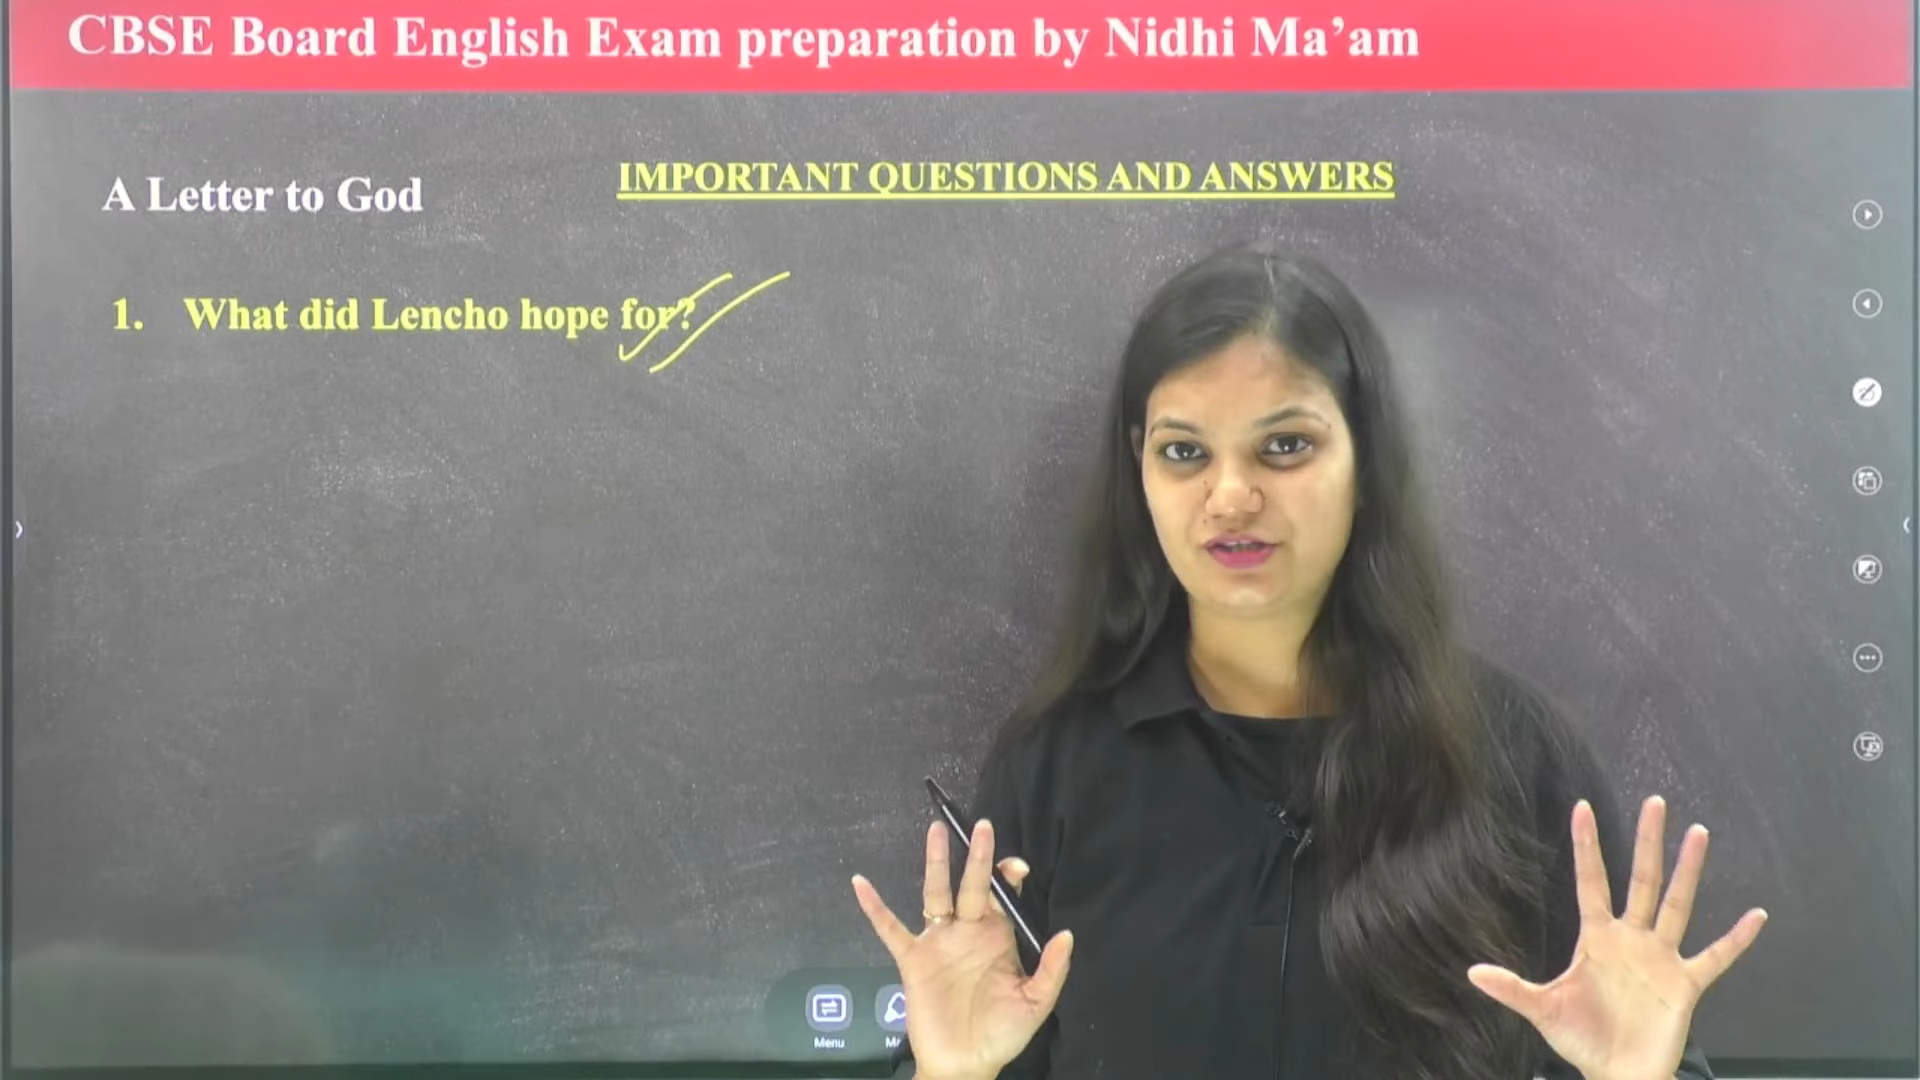 CBSE Board English Exam preparation by Nidhi Ma’am
IMPORTANT QUESTIONS AND ANSWERS
A Letter to God
1. What did Lencho hope for?
Menu